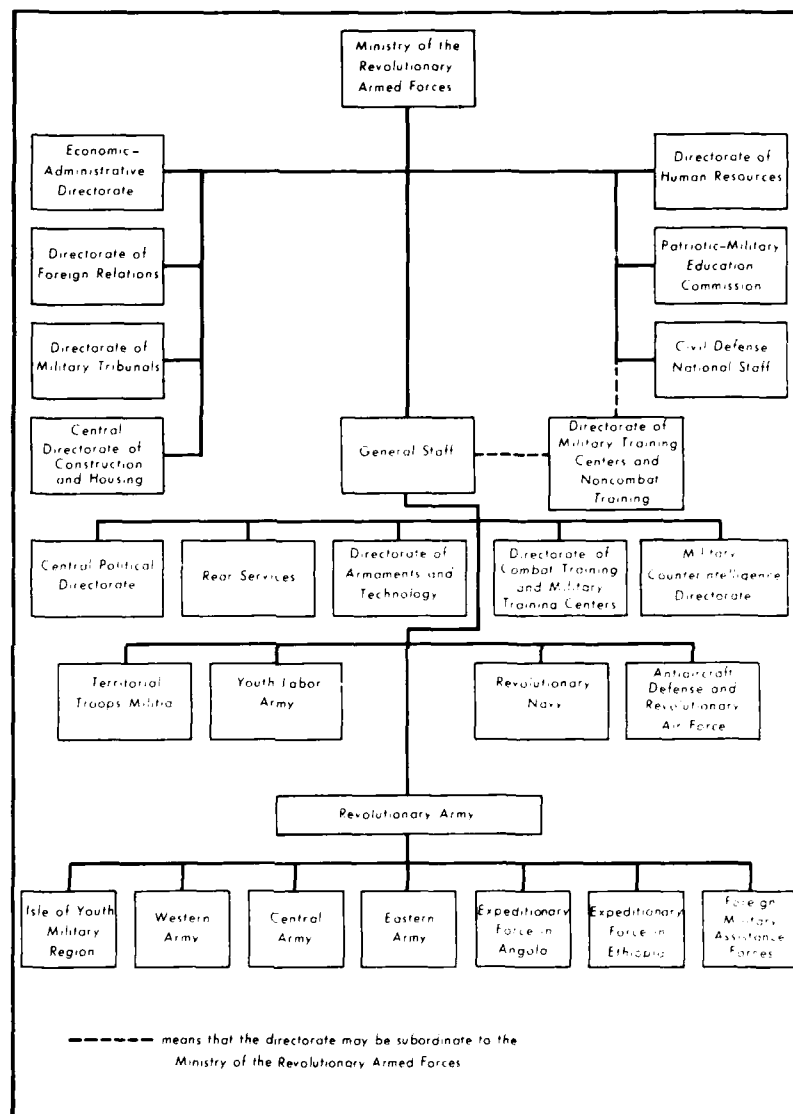 Ministry of the
Revolutionary
Armed Forces
Economic-
Administrative
Directorate
Directorate of
Human Resources
Directorate of
Foreign Relations
Patriotic-Military
Education
Commission
Directorate of
Military Tribunals
Civil Defense
National Staff
Central
Directorate of
Construction
and Housing
General Staff
Directorate of
Military Training
Centers and
Noncombat
Training
Central Political
Directorate
Rear Services
Directorate of
Armaments and
Technology
Directorate of
Combat Training
and Military
Training Centers
Military
Counterintelligence
Directorate
Territorial
Troops Militia
Youth Labor
Army
Revolutionary
Navy
Antiaircraft
Defense and
Revolutionary
Air Force
Revolutionary Army
Isle of Youth
Military
Region
Western
Army
Central
Army
Eastern
Army
Expeditionary
Force in
Angola
Expeditionary
Force in
Ethiopia
Foreign
Military
Assistance
Forces
means that the directorate may be subordinate to the
Ministry of the Revolutionary Armed Forces